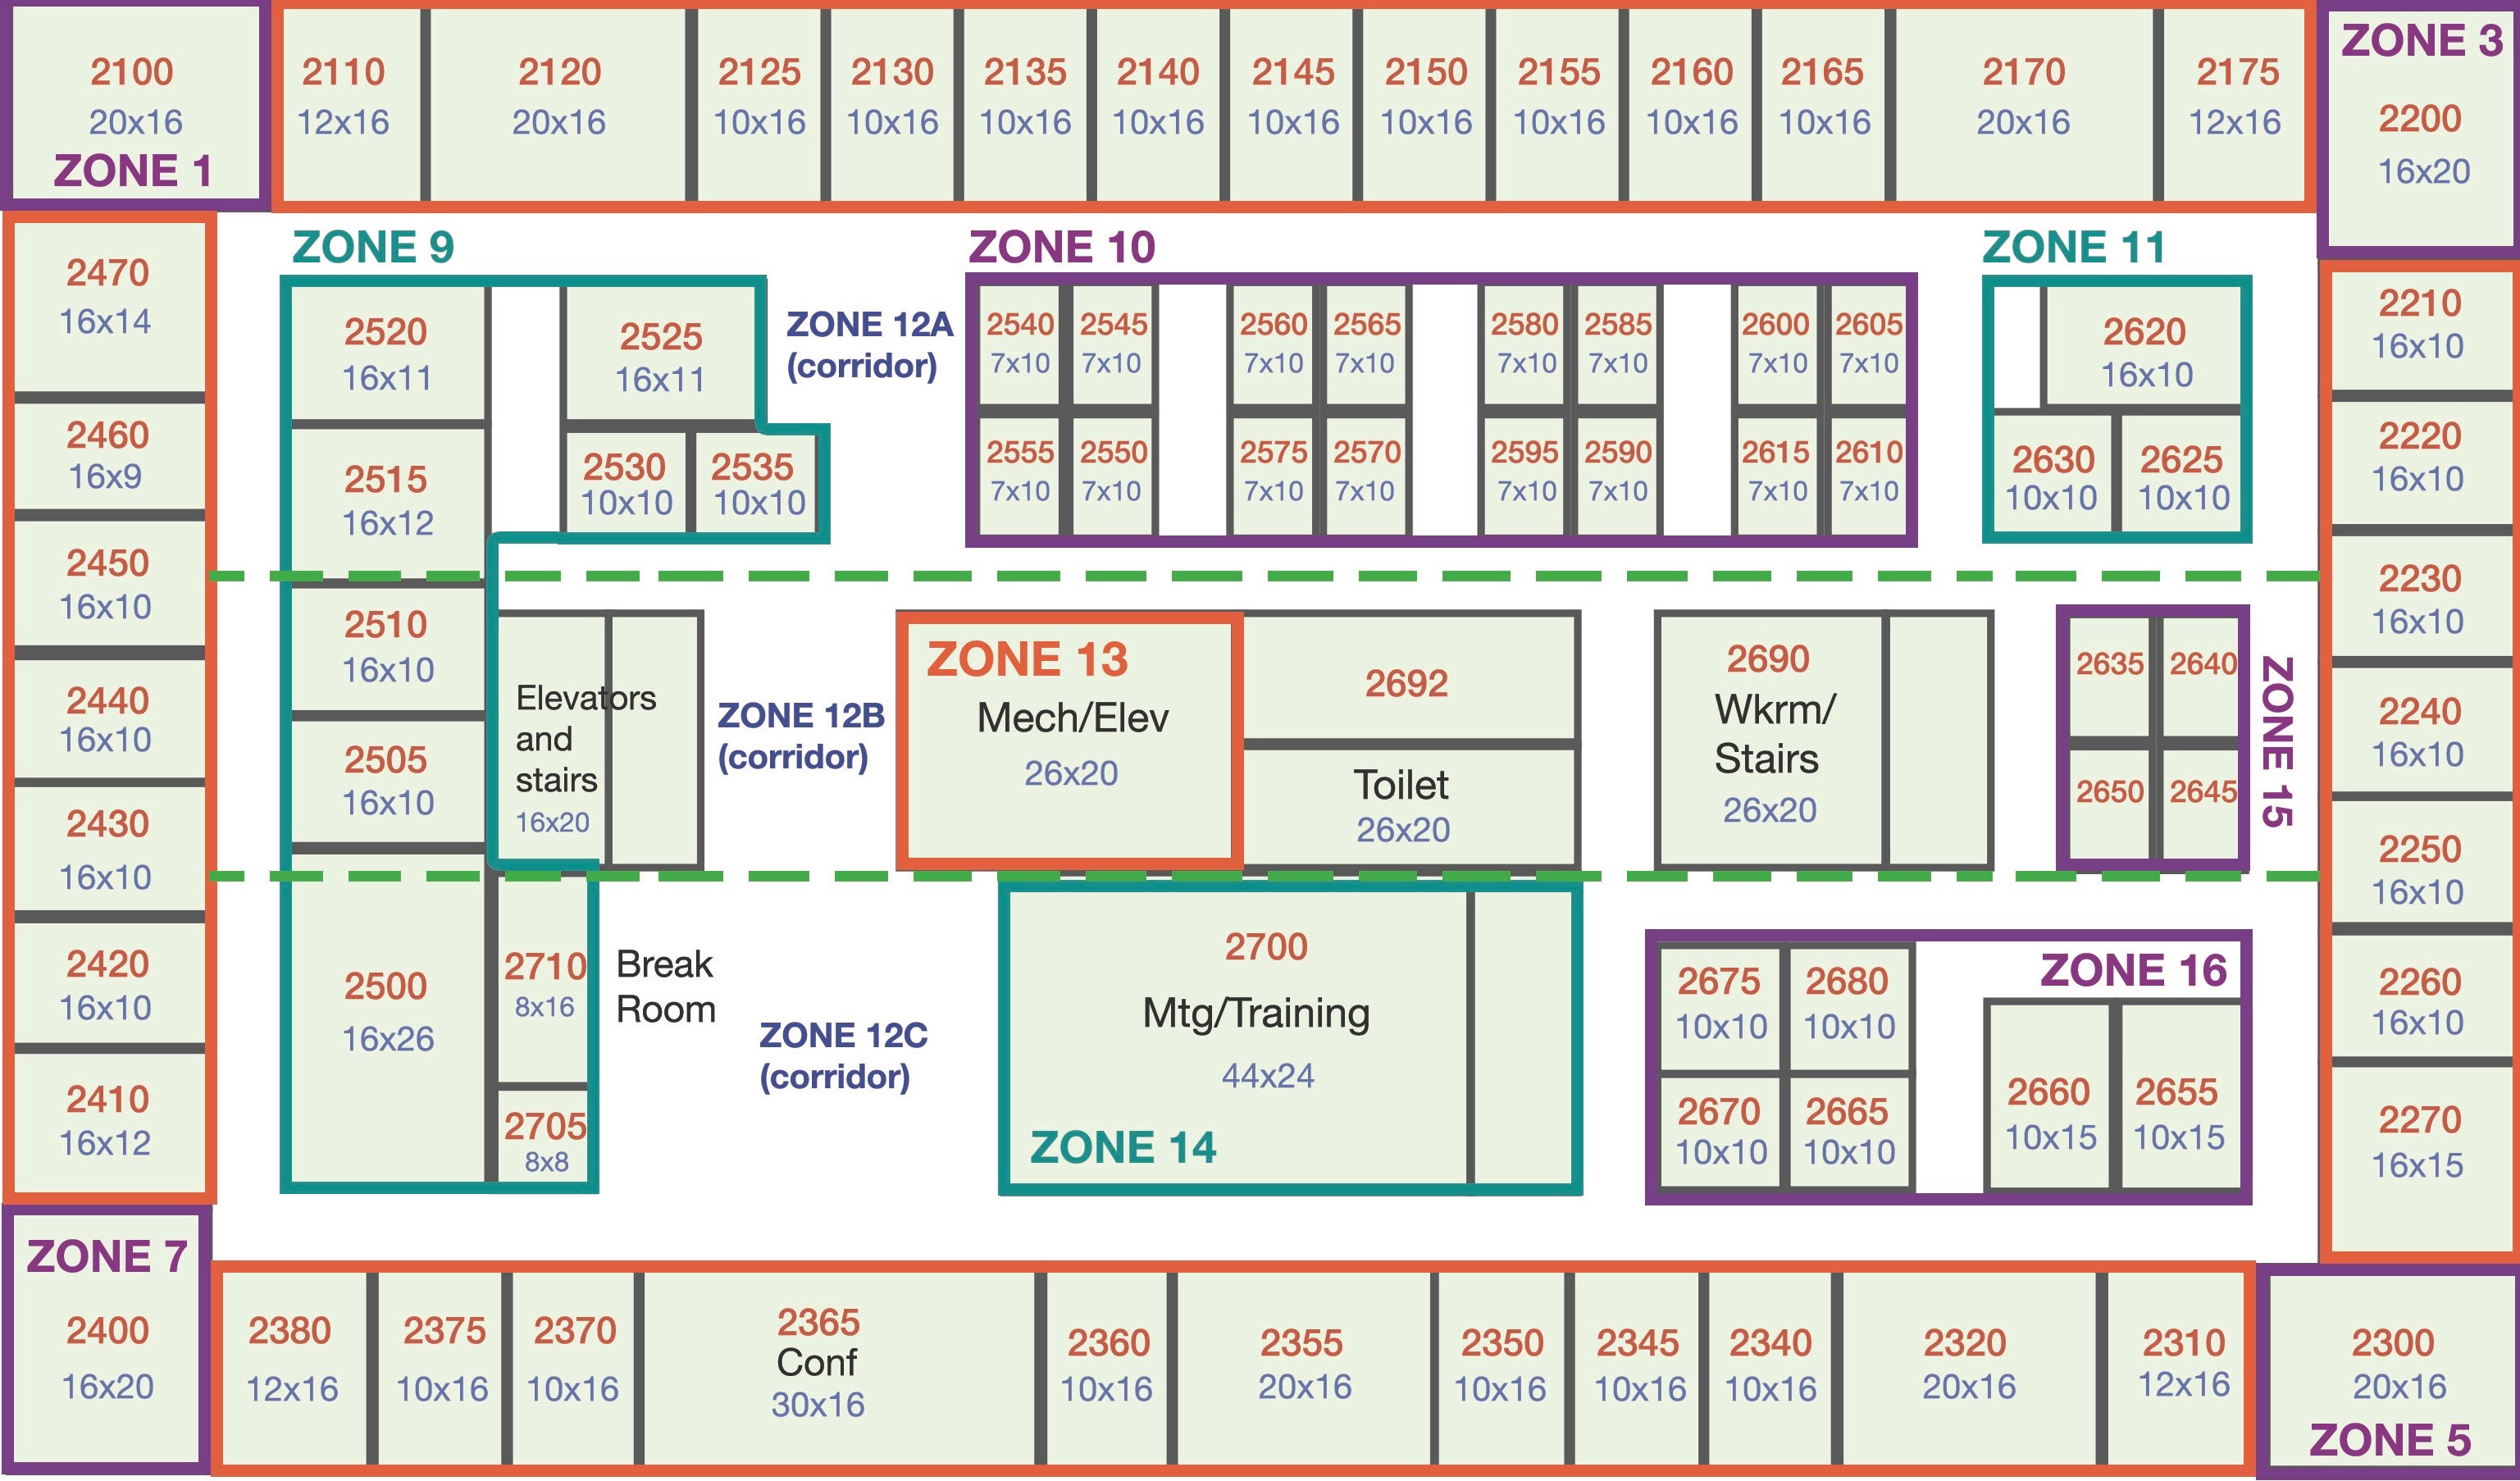 2100
20x16
ZONE 1
2110
12x16
2120
20x16
2125
10x16
2130
10x16
2135
10x16
2140
10x16
2145
10x16
2150
10x16
2155
10x16
2160
10x16
2165
10x16
2170
20x16
2175
12x16
ZONE 3
2200
16x20
2470
16x14
2460
16x9
2450
16x10
2440
16x10
2430
16x10
2420
16x10
2410
16x12
ZONE 9
2520
16x11
2525
16x11
2515
16x12
2530
10x10
2535
10x10
2510
16x10
2505
16x10
2500
16x26
2710
8x16
2705
8x8
Break
Room
Elevators
and
stairs
16x20
ZONE 12A
(corridor)
ZONE 12B
(corridor)
ZONE 12C
(corridor)
ZONE 10
2540
7x10
2545
7x10
2560
7x10
2565
7x10
2580
7x10
2585
7x10
2600
7x10
2605
7x10
2555
7x10
2550
7x10
2575
7x10
2570
7x10
2595
7x10
2590
7x10
2615
7x10
2610
7x10
ZONE 11
2620
16x10
2630
10x10
2625
10x10
ZONE 13
Mech/Elev
26x20
2692
Toilet
26x20
2690
Wkrm/
Stairs
26x20
2635
2640
2650
2645
ZONE 15
2700
Mtg/Training
44x24
ZONE 14
ZONE 16
2675
10x10
2680
10x10
2670
10x10
2665
10x10
2660
10x15
2655
10x15
2210
16x10
2220
16x10
2230
16x10
2240
16x10
2250
16x10
2260
16x10
2270
16x15
ZONE 7
2400
16x20
2380
12x16
2375
10x16
2370
10x16
2365
Conf
30x16
2360
10x16
2355
20x16
2350
10x16
2345
10x16
2340
10x16
2320
20x16
2310
12x16
2300
20x16
ZONE 5